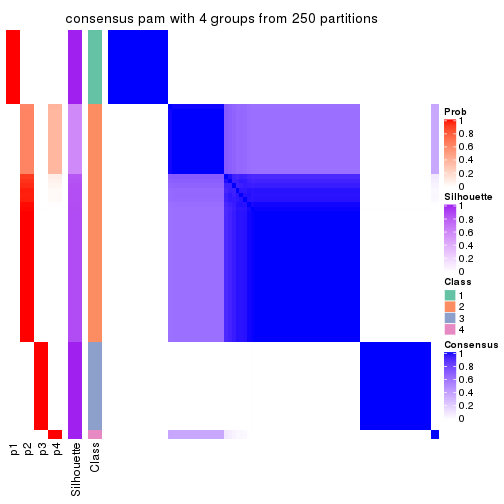 consensus pam with 4 groups from 250 partitions
Prob
1
0.8
0.6
0.4
0.2
0
Silhouette
1
0.8
0.6
0.4
0.2
0
Class
1
2
3
4
Consensus
1
0.8
0.6
0.4
0.2
0
p1
p2
p3
p4
Silhouette
Class